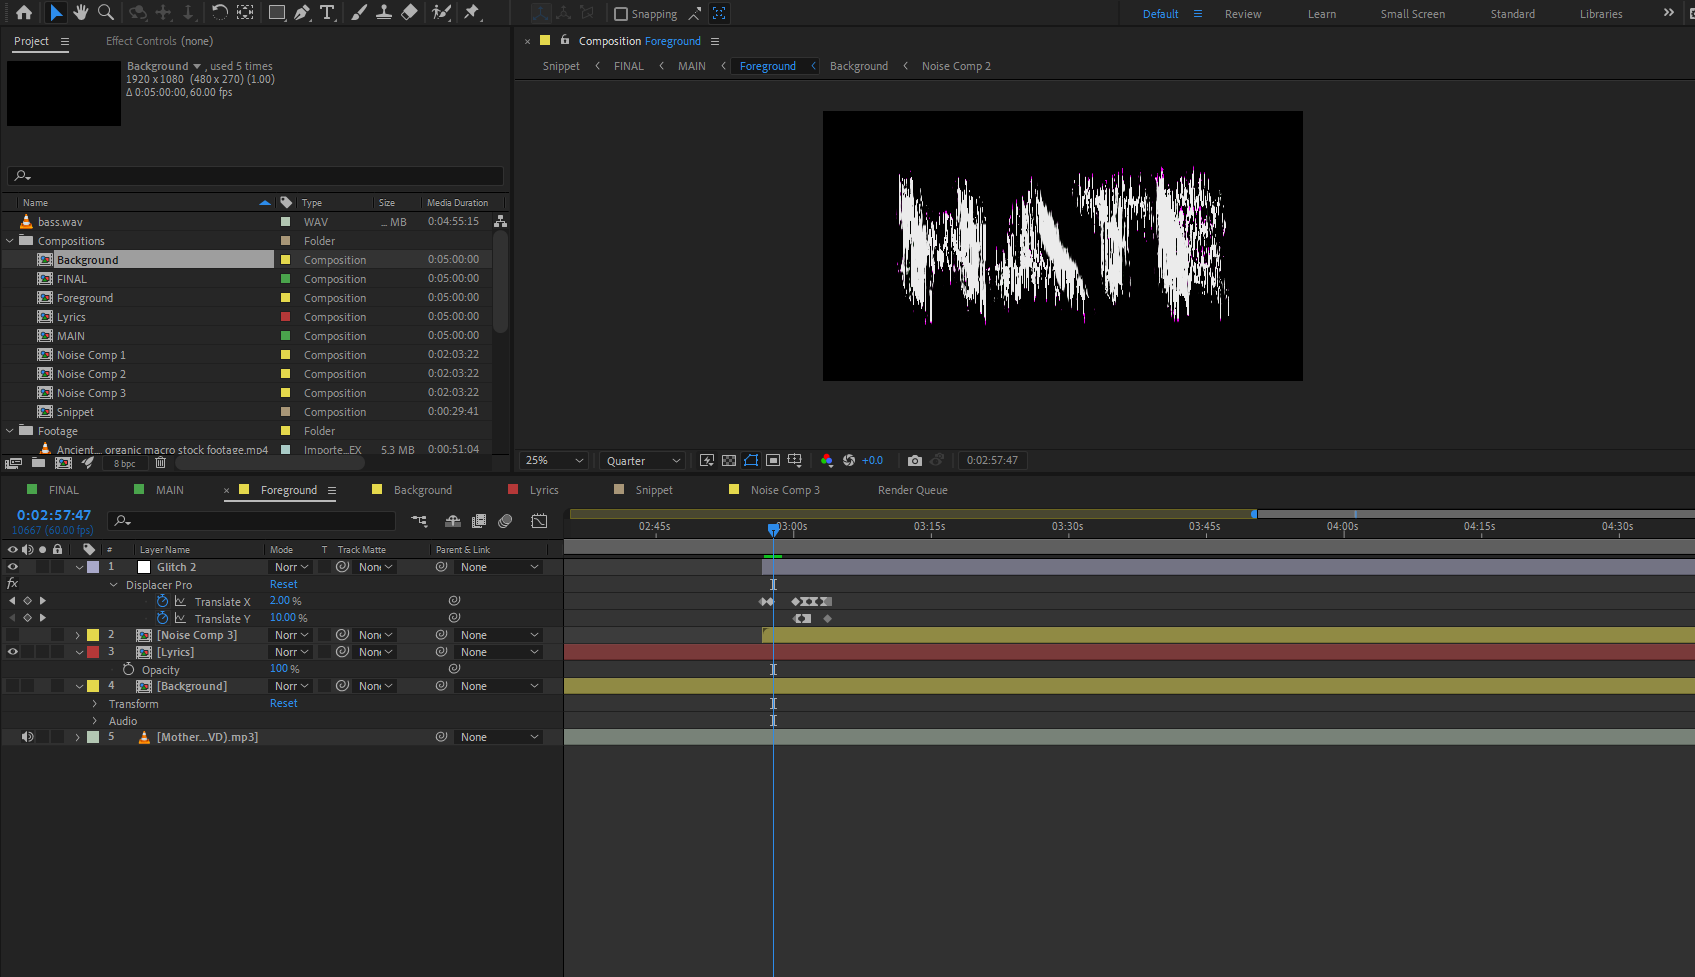 Snapping
Default
Review
Learn
Small Screen
Standard
Libraries
Project
Effect Controls (none)
Background , used 5 times
1920 x 1080 (480 x 270) (1.00)
Δ 0:05:00:00, 60.00 fps
Composition Foreground
Snippet
FINAL
MAIN
Foreground
Background
Noise Comp 2
Name Type Size Media Duration
bass.wav WAV ... MB 0:04:55:15
Compositions Folder
Background Composition 0:05:00:00
FINAL Composition 0:05:00:00
Foreground Composition 0:05:00:00
Lyrics Composition 0:05:00:00
MAIN Composition 0:05:00:00
Noise Comp 1 Composition 0:02:03:22
Noise Comp 2 Composition 0:02:03:22
Noise Comp 3 Composition 0:02:03:22
Snippet Composition 0:00:29:41
Footage Folder
Ancient... organic macro stock footage.mp4 Importe...EX 5.3 MB 0:00:51:04
8 bpc
25% Quarter +0.0 0:02:57:47
FINAL
MAIN
Foreground
Background
Lyrics
Snippet
Noise Comp 3
Render Queue
0:02:57:47
10667 (60.00 fps)
02:45s 03:00s 03:15s 03:30s 03:45s 04:00s 04:15s 04:30s
# Layer Name Mode T Track Matte Parent & Link
1 Glitch 2 Norr Non None
fx Displacer Pro Reset
Translate X 2.00 %
Translate Y 10.00 %
2 [Noise Comp 3] Norr Non None
3 [Lyrics] Norr Non None
Opacity 100 %
4 [Background] Norr Non None
Transform Reset
Audio
5 [Mother...VD).mp3] None